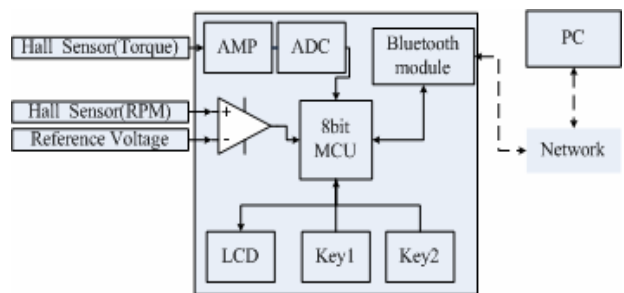 Hall Sensor(Torque)
AMP
ADC
Bluetooth
module
PC
Hall Sensor(RPM)
+
Reference Voltage
-
8bit
MCU
Network
LCD
Key1
Key2